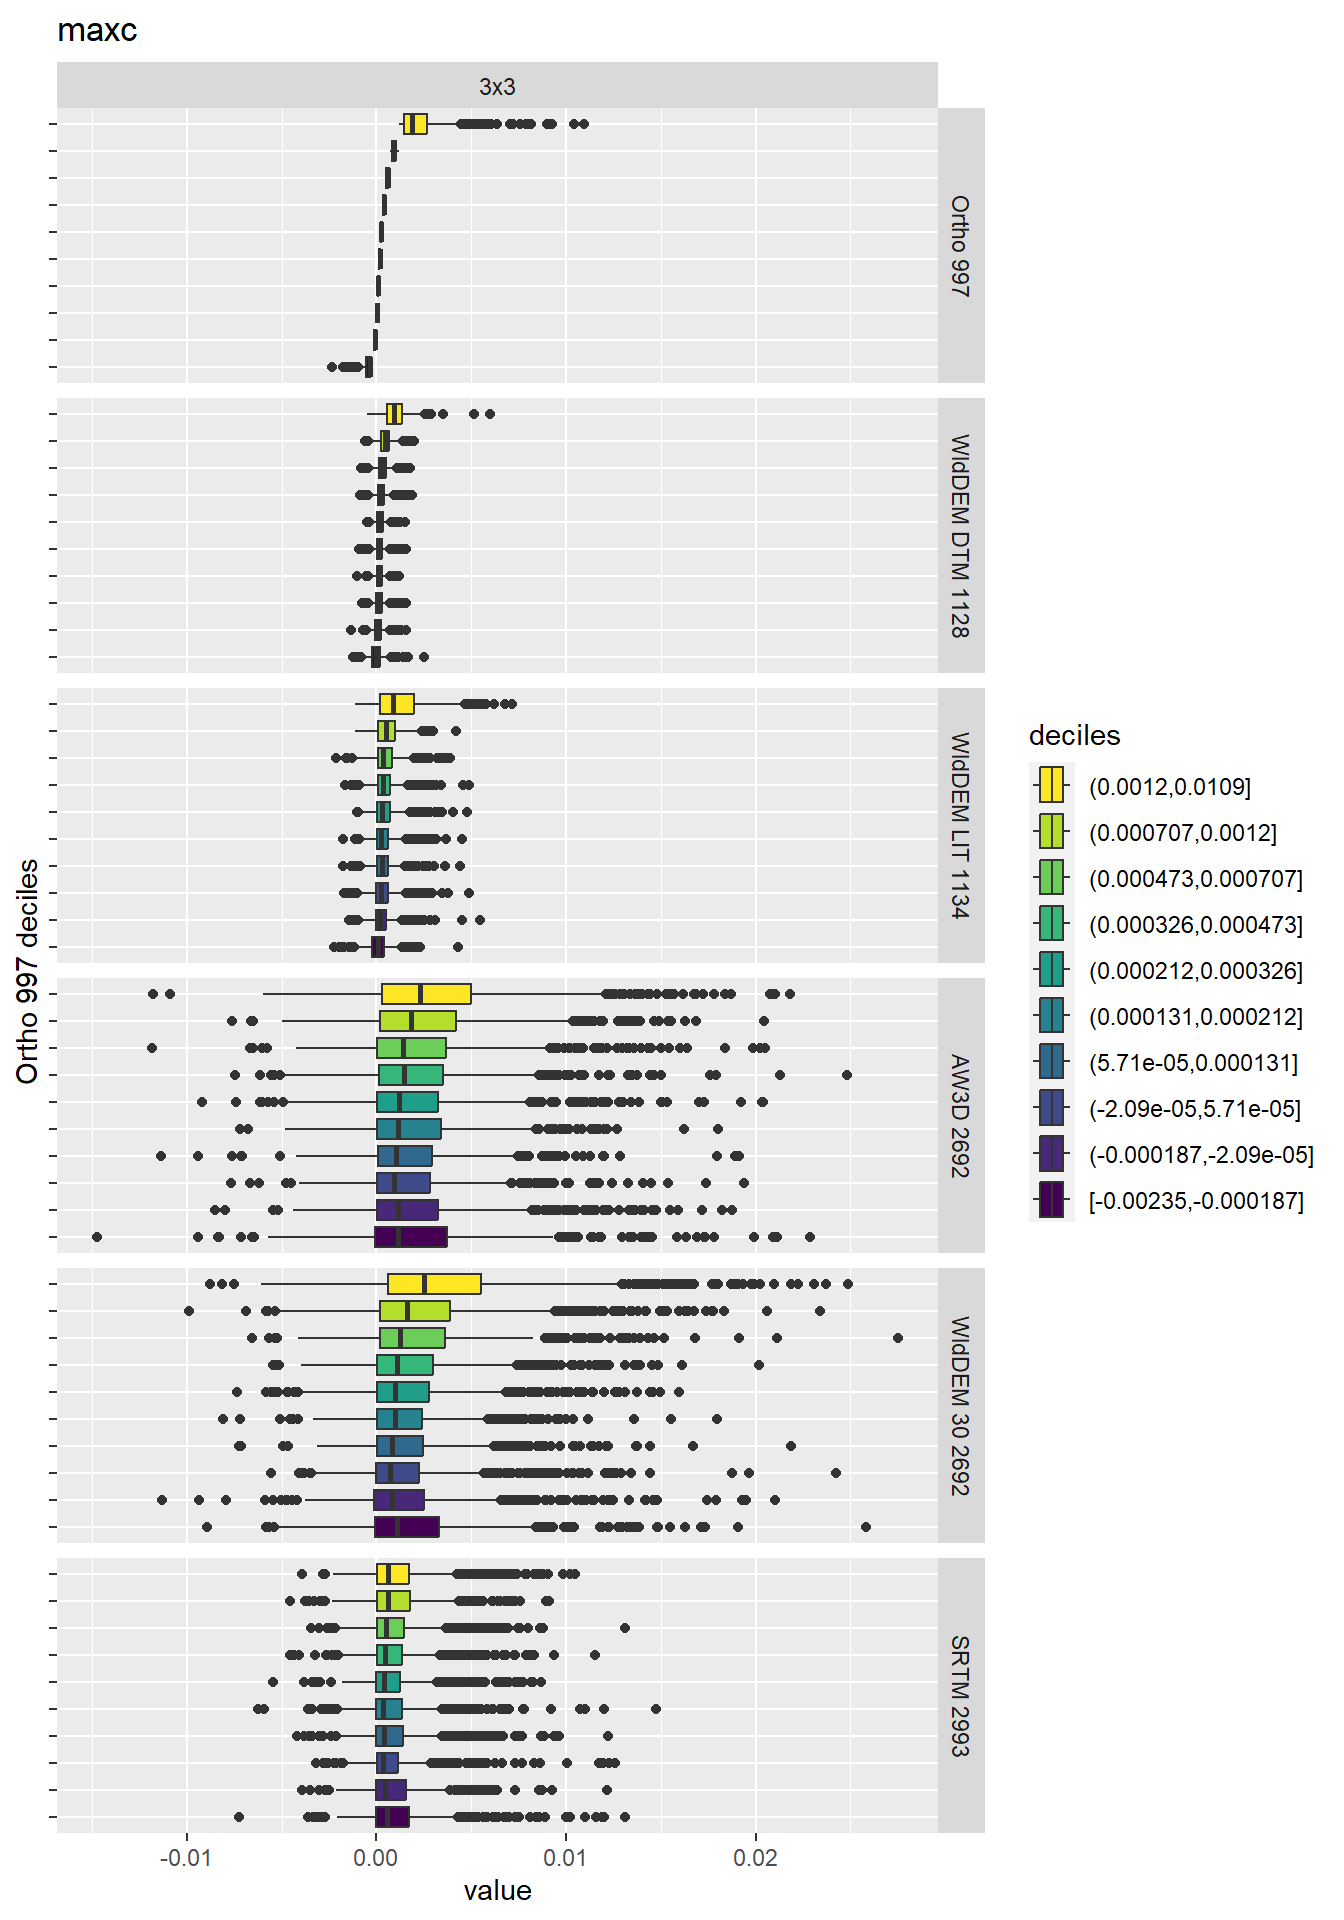 maxc
3x3
Ortho 997
WldDEM DTM 1128
WldDEM LIT 1134
AW3D 2692
WldDEM 30 2692
SRTM 2993
Ortho 997 deciles
-0.01
0.00
0.01
0.02
value
deciles
(0.0012,0.0109]
(0.000707,0.0012]
(0.000473,0.000707]
(0.000326,0.000473]
(0.000212,0.000326]
(0.000131,0.000212]
(5.71e-05,0.000131]
(-2.09e-05,5.71e-05]
(-0.000187,-2.09e-05]
[-0.00235,-0.000187]